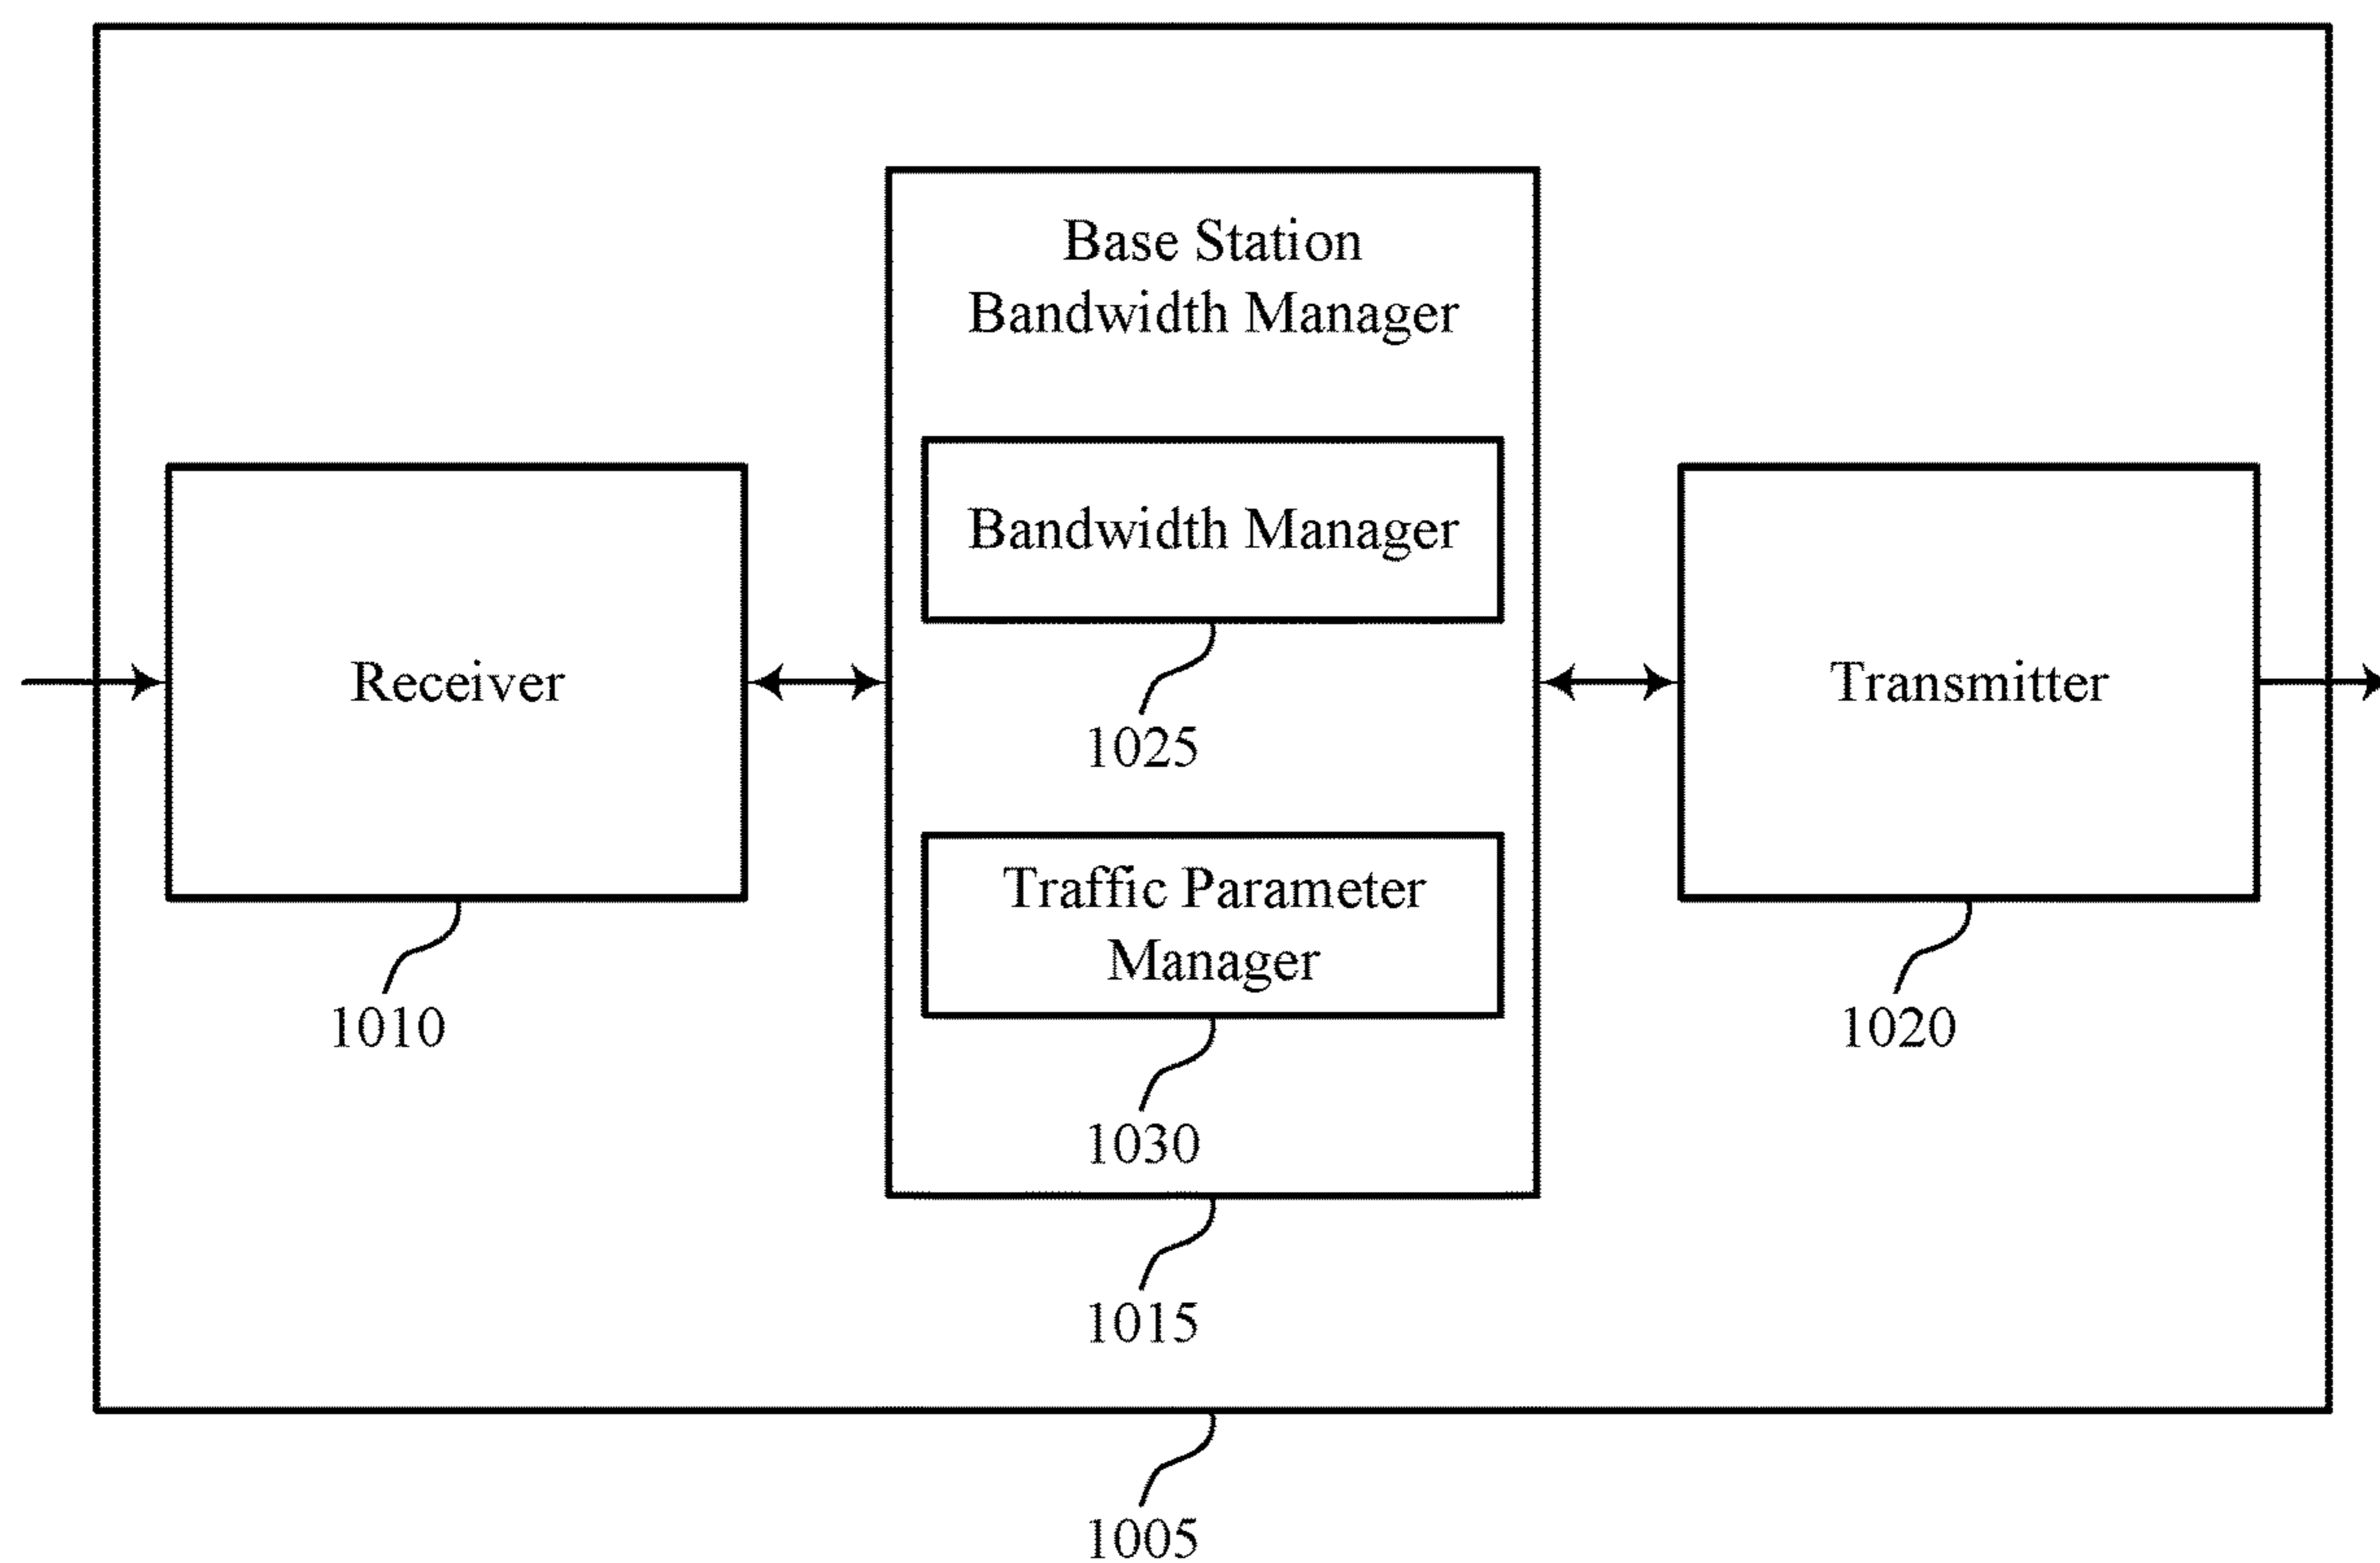 Base Station
Bandwidth Manager
Bandwidth Manager
Receiver
Transmitter
1025
Traffic Parameter
Manager
1010
1020
1030
1015
1005